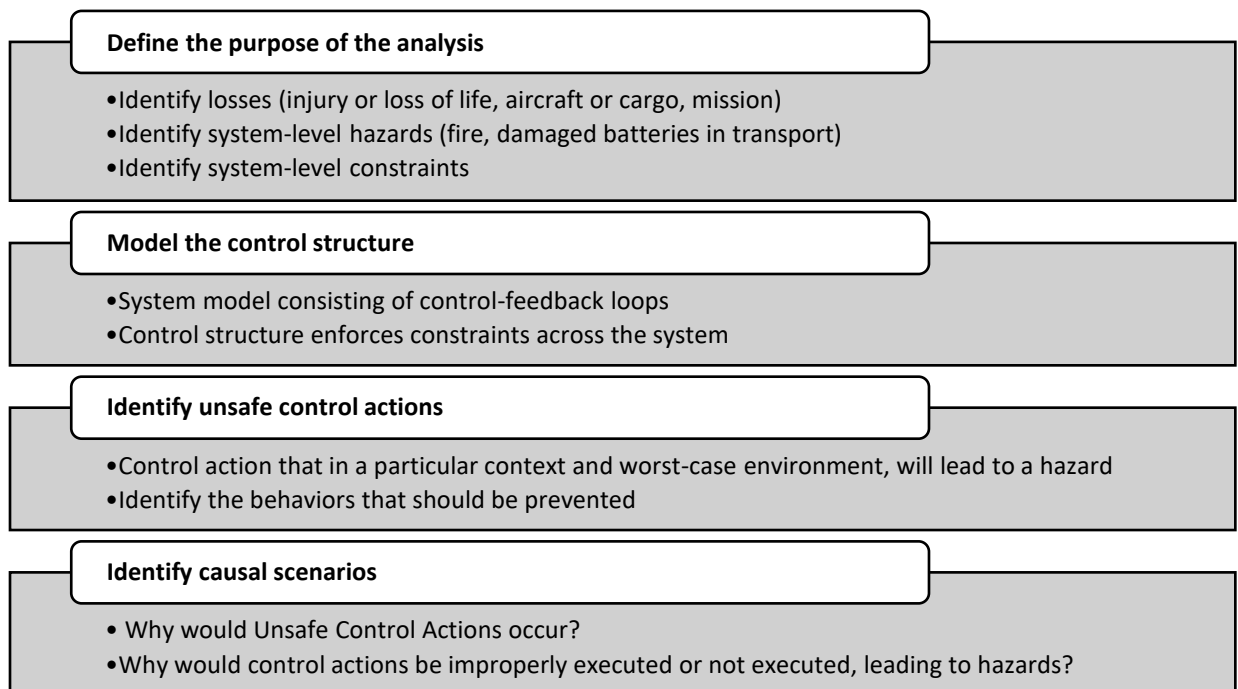 Define the purpose of the analysis
•Identify losses (injury or loss of life, aircraft or cargo, mission)
•Identify system-level hazards (fire, damaged batteries in transport)
•Identify system-level constraints
Model the control structure
•System model consisting of control-feedback loops
•Control structure enforces constraints across the system
Identify unsafe control actions
•Control action that in a particular context and worst-case environment, will lead to a hazard
•Identify the behaviors that should be prevented
Identify causal scenarios
• Why would Unsafe Control Actions occur?
•Why would control actions be improperly executed or not executed, leading to hazards?